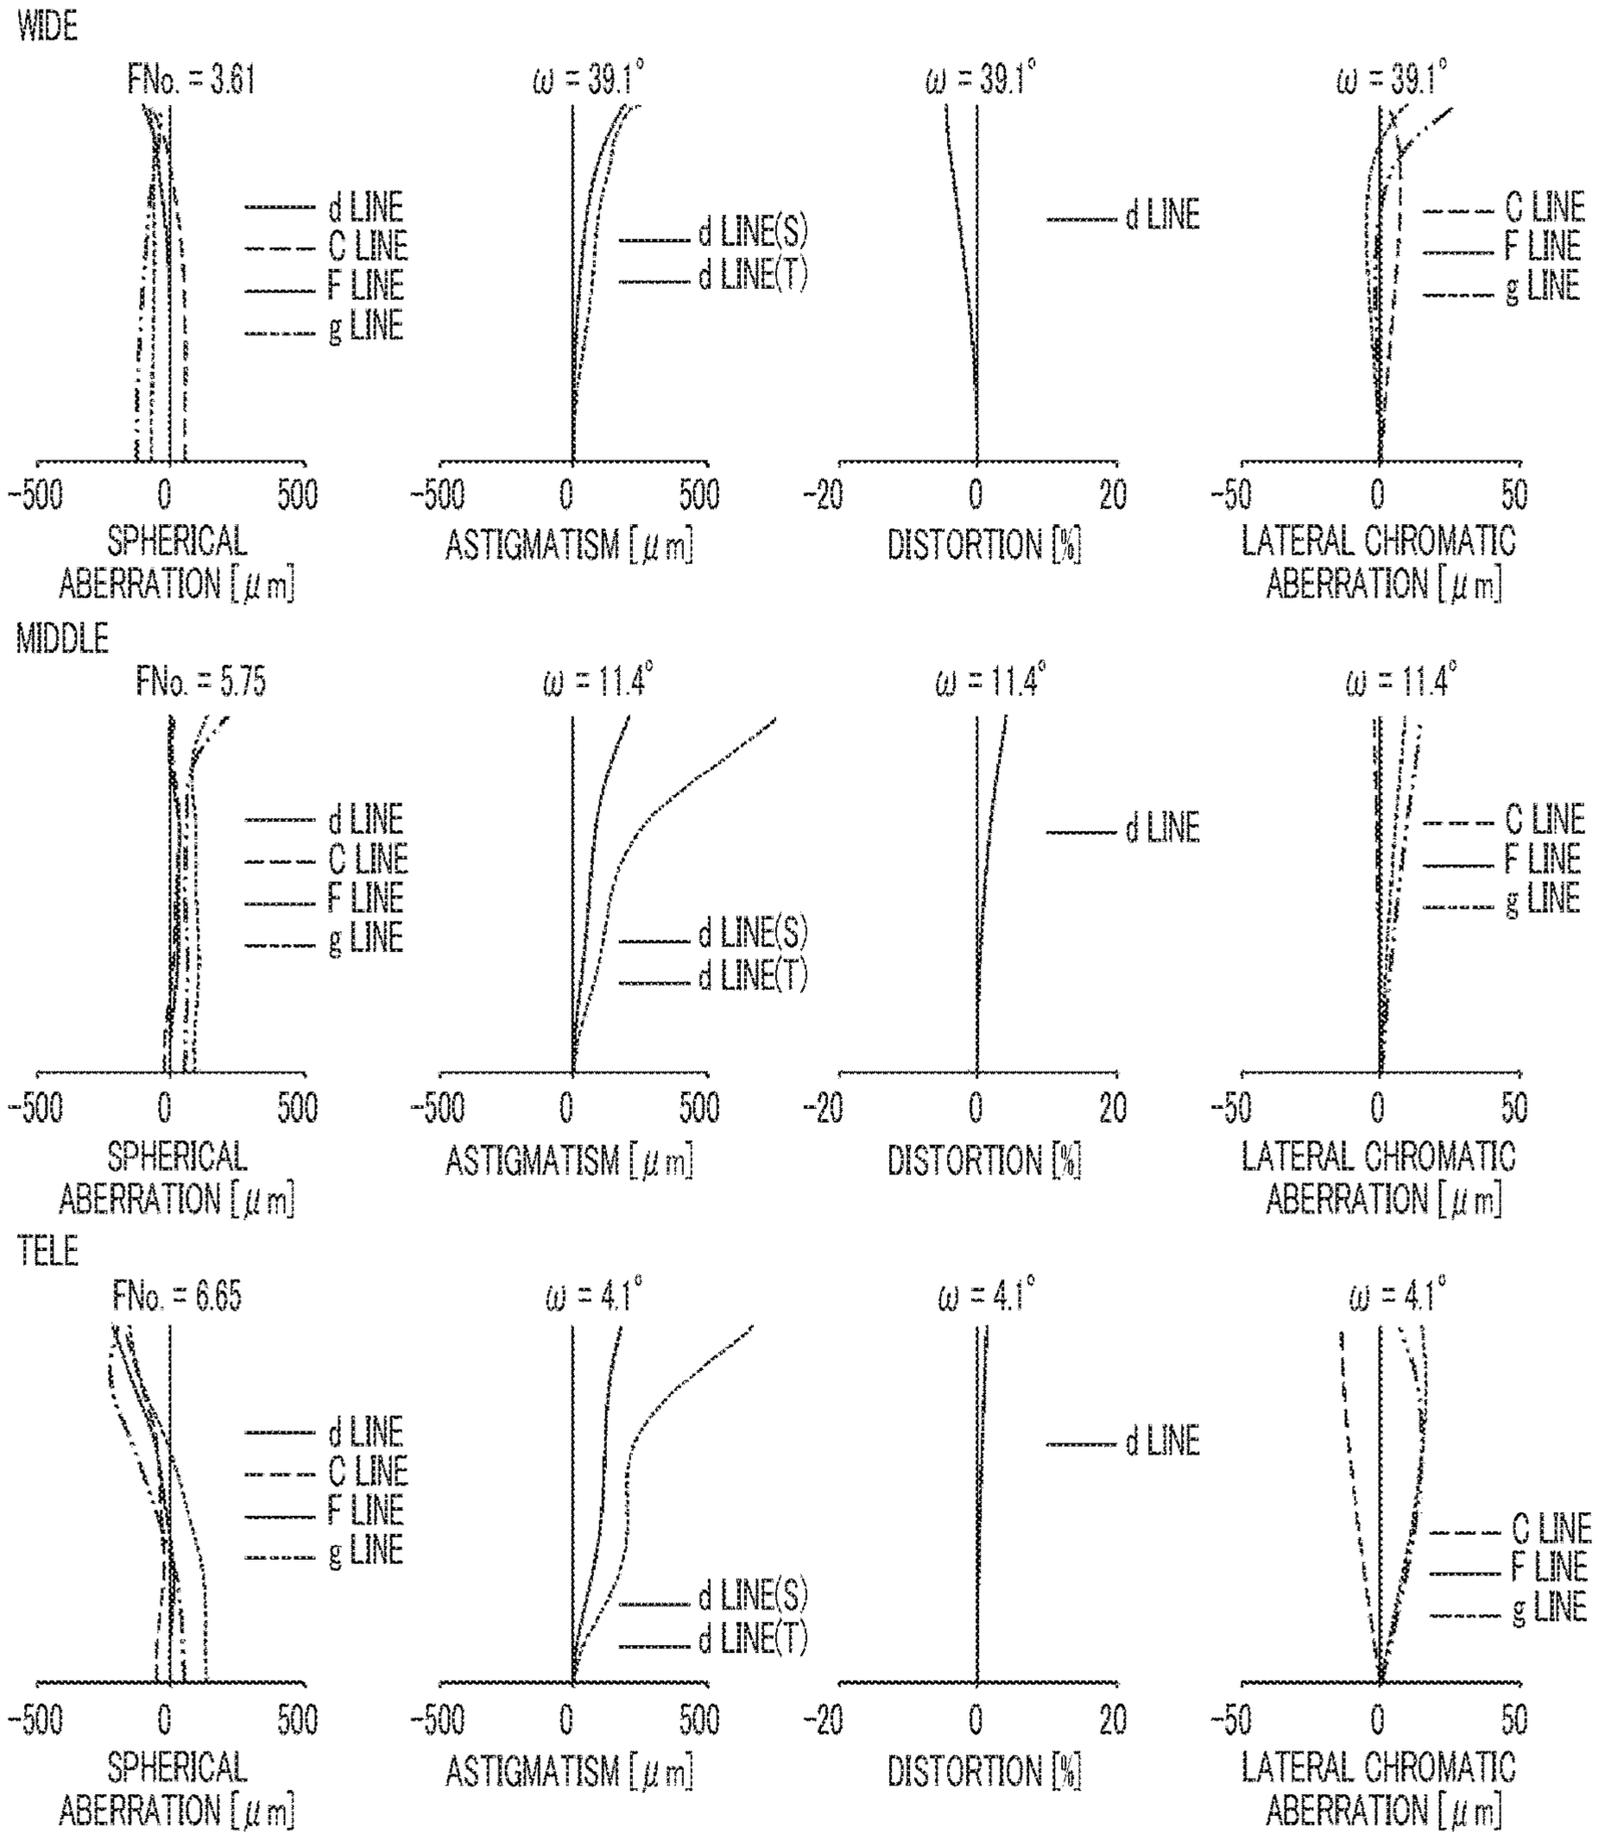 WIDE
FNo. = 3.61
d LINE
C LINE
F LINE
g LINE
-500 0 500
SPHERICAL
ABERRATION [μm]
ω = 39.1°
d LINE(S)
d LINE(T)
-500 0 500
ASTIGMATISM [μm]
ω = 39.1°
d LINE
-20 0 20
DISTORTION [%]
ω = 39.1°
C LINE
F LINE
g LINE
-50 0 50
LATERAL CHROMATIC
ABERRATION [μm]
MIDDLE
FNo. = 5.75
d LINE
C LINE
F LINE
g LINE
-500 0 500
SPHERICAL
ABERRATION [μm]
ω = 11.4°
d LINE(S)
d LINE(T)
-500 0 500
ASTIGMATISM [μm]
ω = 11.4°
d LINE
-20 0 20
DISTORTION [%]
ω = 11.4°
C LINE
F LINE
g LINE
-50 0 50
LATERAL CHROMATIC
ABERRATION [μm]
TELE
FNo. = 6.65
d LINE
C LINE
F LINE
g LINE
-500 0 500
SPHERICAL
ABERRATION [μm]
ω = 4.1°
d LINE(S)
d LINE(T)
-500 0 500
ASTIGMATISM [μm]
ω = 4.1°
d LINE
-20 0 20
DISTORTION [%]
ω = 4.1°
C LINE
F LINE
g LINE
-50 0 50
LATERAL CHROMATIC
ABERRATION [μm]